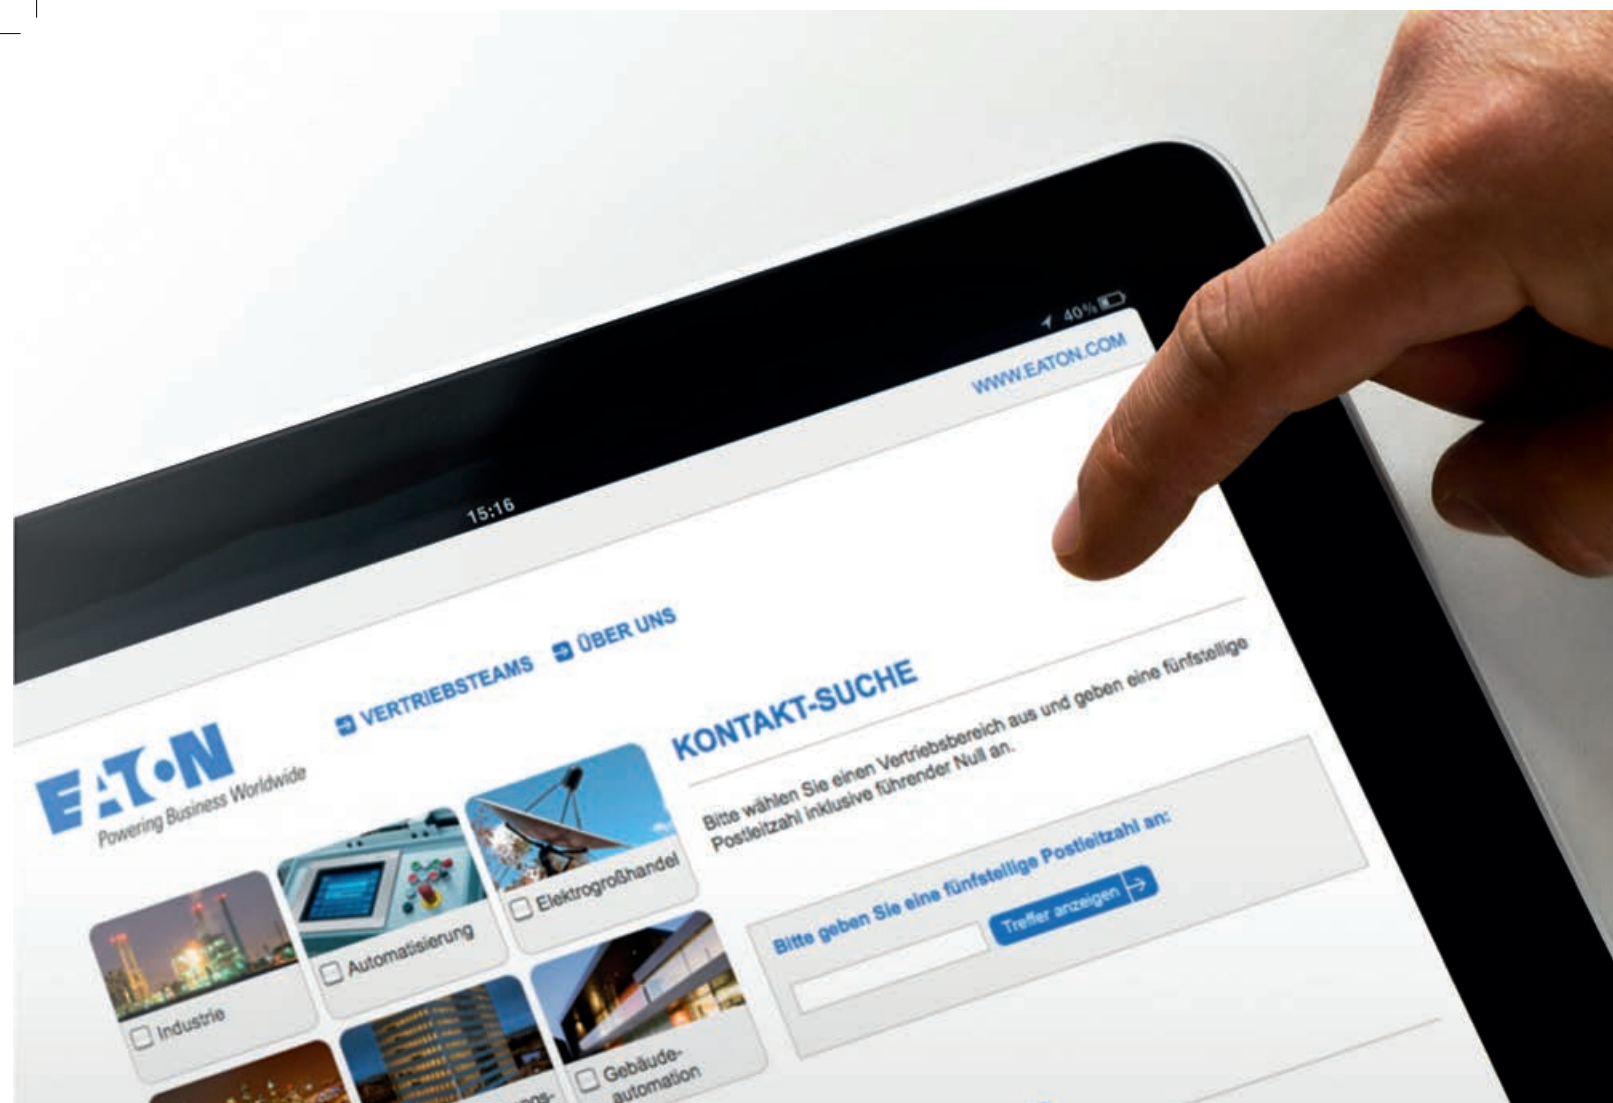 40%
WWW.EATON.COM
15:16
VERTRIEBSTEAMS
ÜBER UNS
EATON
Powering Business Worldwide
KONTAKT-SUCHE
Bitte wählen Sie einen Vertriebsbereich aus und geben eine fünfstellige
Postleitzahl inklusive führender Null an.
Bitte geben Sie eine fünfstellige Postleitzahl an:
Treffer anzeigen
Elektrogroßhandel
Automatisierung
Industrie
Gebäude-
automation